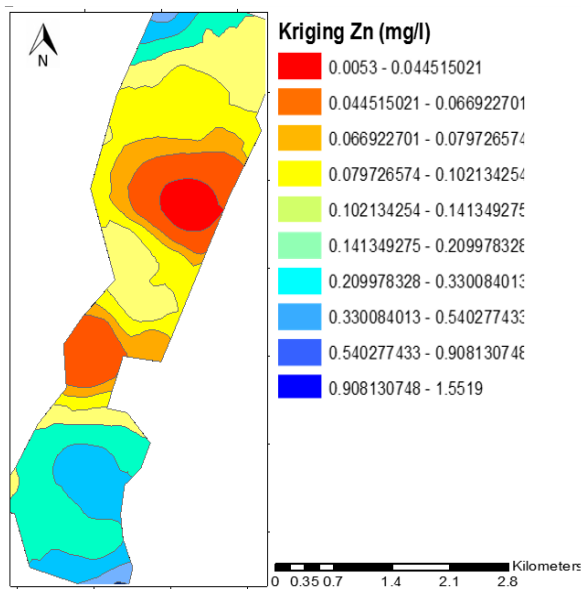 N
Kriging Zn (mg/l)
0.0053 - 0.044515021
0.044515021 - 0.066922701
0.066922701 - 0.079726574
0.079726574 - 0.102134254
0.102134254 - 0.141349275
0.141349275 - 0.209978328
0.209978328 - 0.330084013
0.330084013 - 0.540277433
0.540277433 - 0.908130748
0.908130748 - 1.5519
Kilometers
0 0.35 0.7 1.4 2.1 2.8